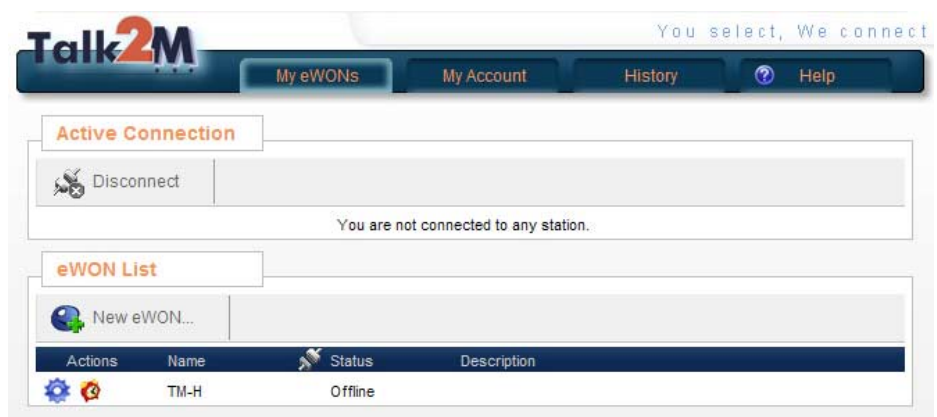 Talk2M
You select, We connect
My eWONs My Account History ? Help
Active Connection
Disconnect
You are not connected to any station.
eWON List
New eWON...
Actions Name Status Description
TM-H Offline